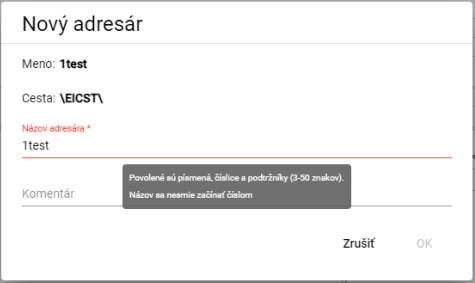 Nový adresár
Meno: 1test
Cesta: \EICST\
Názov adresára *
1test
Povolené sú písmená, číslice a podtržníky (3-50 znakov).
Názov sa nesmie začínať číslom
Komentár
Zrušiť OK